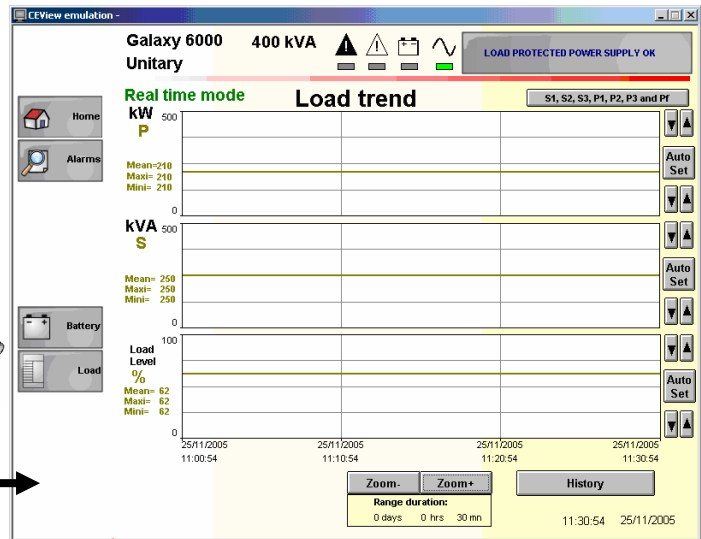 CEView emulation -
Galaxy 6000 400 kVA
Unitary
LOAD PROTECTED POWER SUPPLY OK
Real time mode
Load trend
S1, S2, S3, P1, P2, P3 and Pf
Home
Alarms
Battery
Load
kW 500
P
Mean=210
Maxi= 210
Mini= 210
0
Auto
Set
kVA 500
S
Mean= 250
Maxi= 250
Mini= 250
0
Auto
Set
100
Load
Level
%
Mean= 62
Maxi= 62
Mini= 62
0
Auto
Set
25/11/2005 25/11/2005 25/11/2005 25/11/2005
11:00:54 11:10:54 11:20:54 11:30:54
Zoom- Zoom+ History
Range duration:
0 days 0 hrs 30 mn
11:30:54 25/11/2005